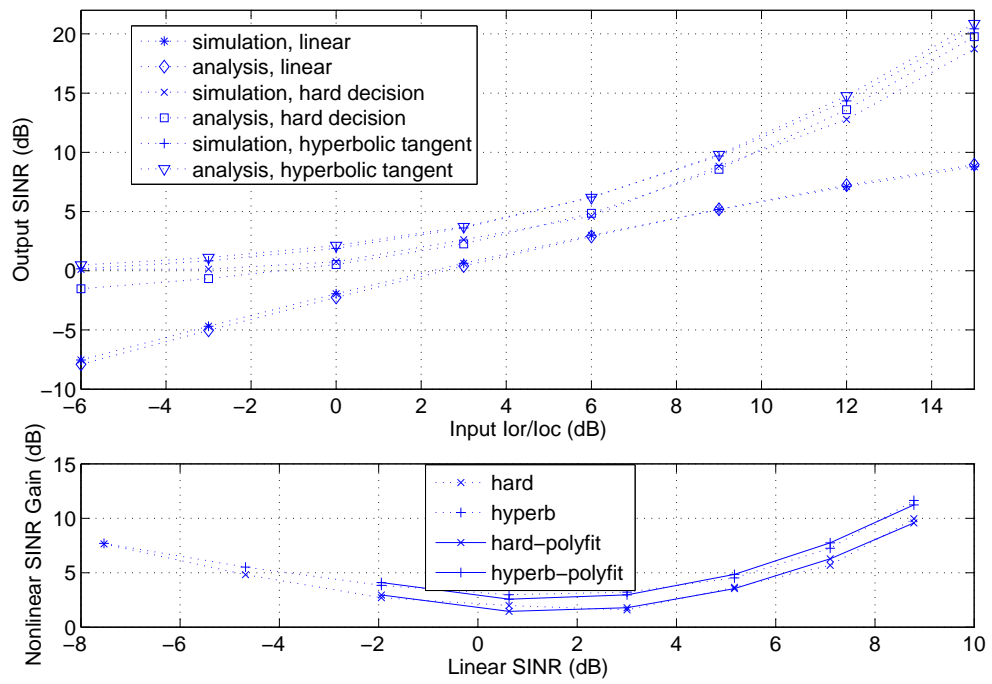 20
15
10
5
0
−5
−10
Output SINR (dB)
simulation, linear
analysis, linear
simulation, hard decision
analysis, hard decision
simulation, hyperbolic tangent
analysis, hyperbolic tangent
−6 −4 −2 0 2 4 6 8 10 12 14
Input Ior/Ioc (dB)
15
10
5
0
Nonlinear SINR Gain (dB)
hard
hyperb
hard−polyfit
hyperb−polyfit
−8 −6 −4 −2 0 2 4 6 8 10
Linear SINR (dB)